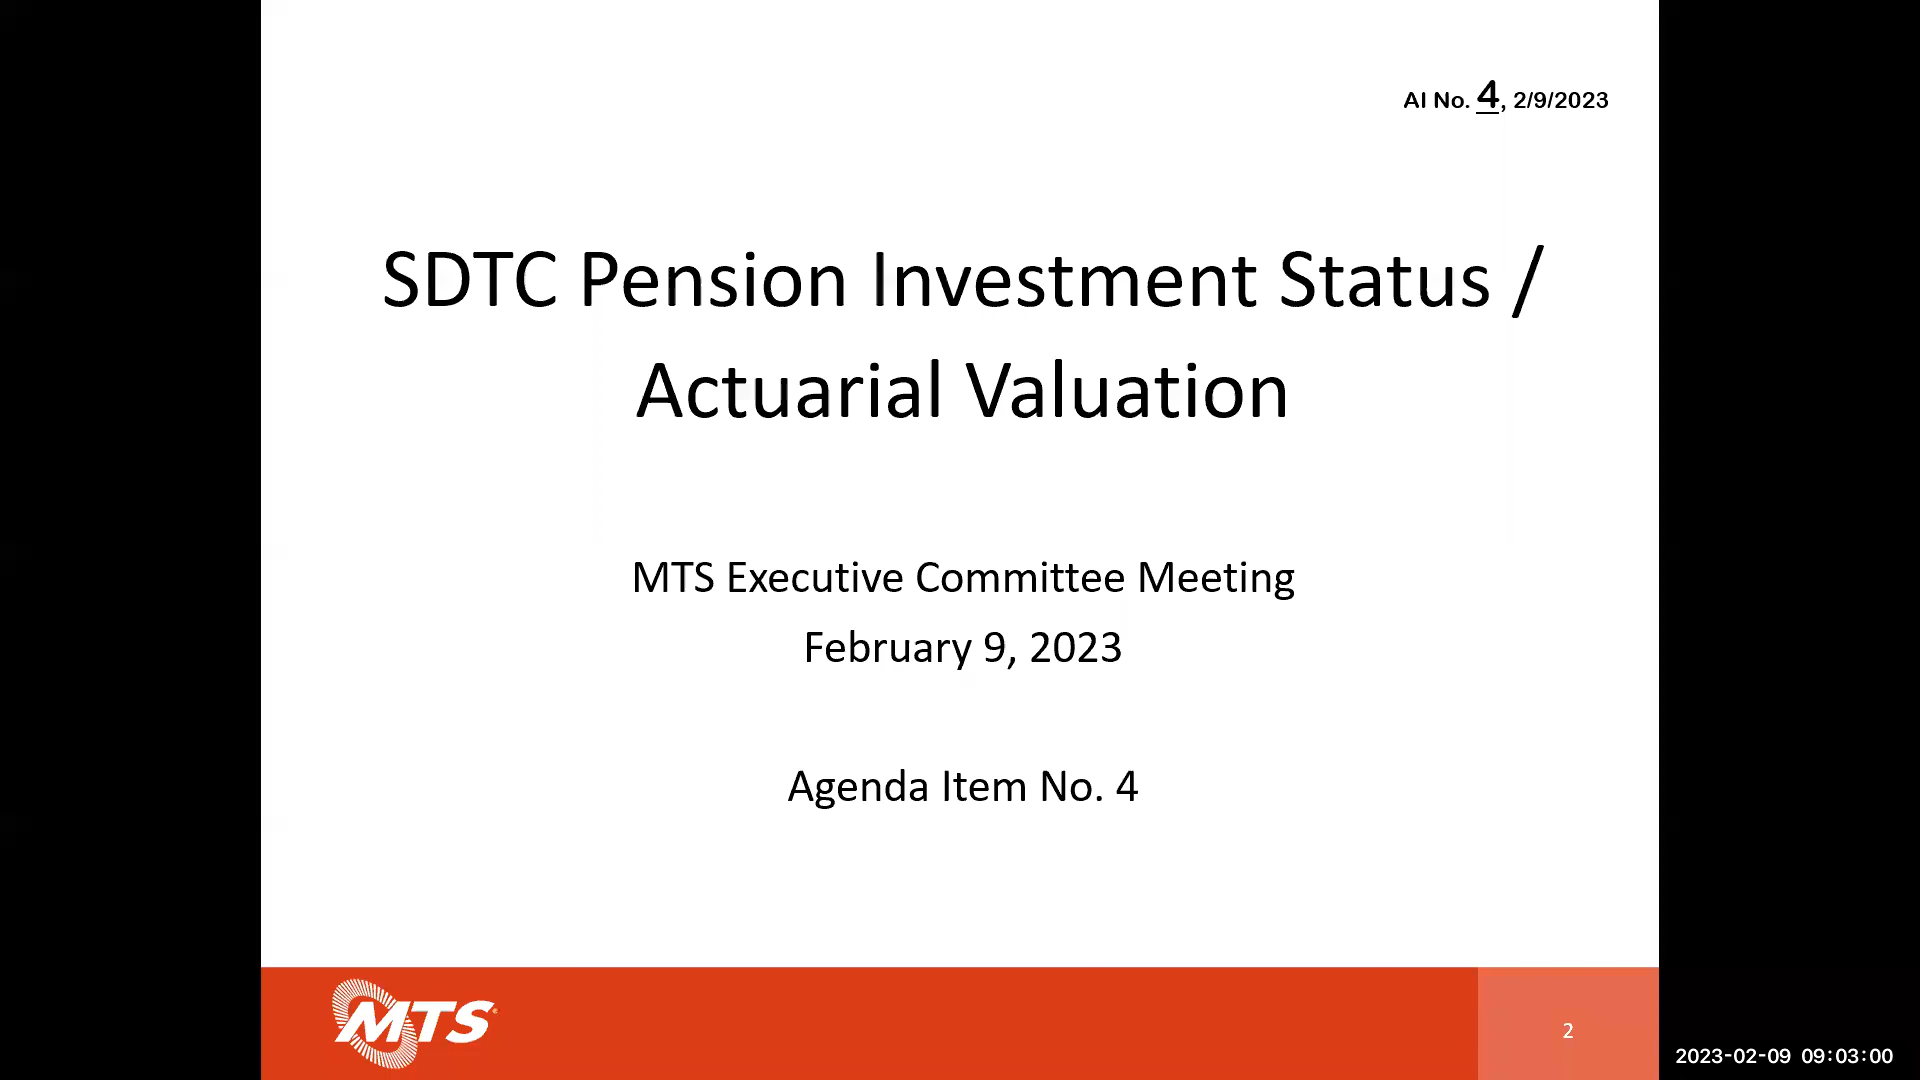 AI No. 4, 2/9/2023
SDTC Pension Investment Status /
Actuarial Valuation
MTS Executive Committee Meeting
February 9, 2023
Agenda Item No. 4
MTS
2
2023-02-09 09:03:00